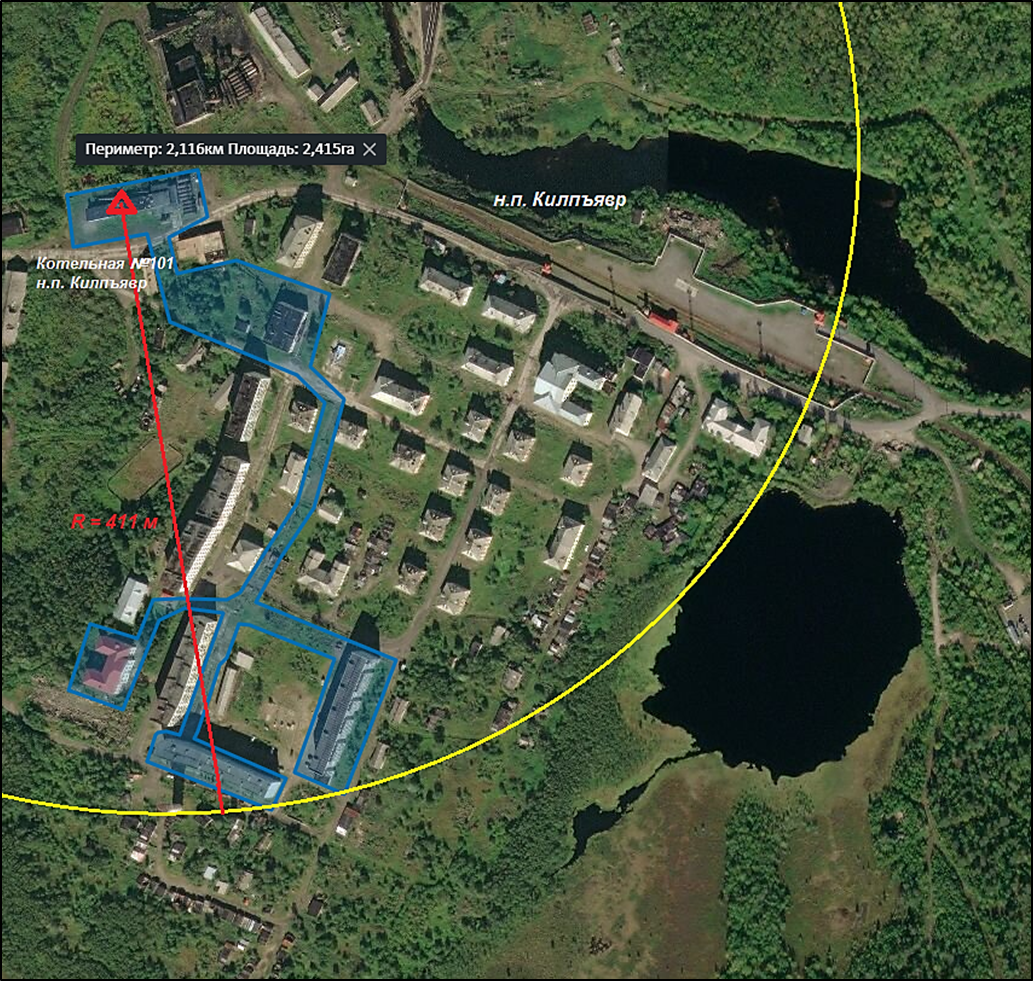 Периметр: 2,116км Площадь: 2,415га
н.п. Килпъявр
Котельная №101
н.п. Килпъявр
R = 411 м